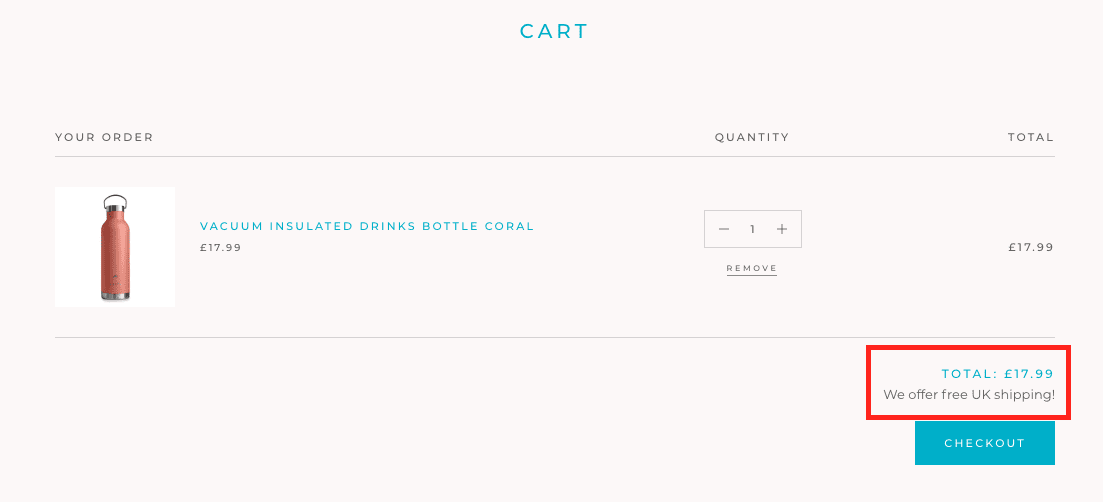 CART
YOUR ORDER QUANTITY TOTAL
VACUUM INSULATED DRINKS BOTTLE CORAL
£17.99
1
REMOVE
£17.99
TOTAL: £17.99
We offer free UK shipping!
CHECKOUT